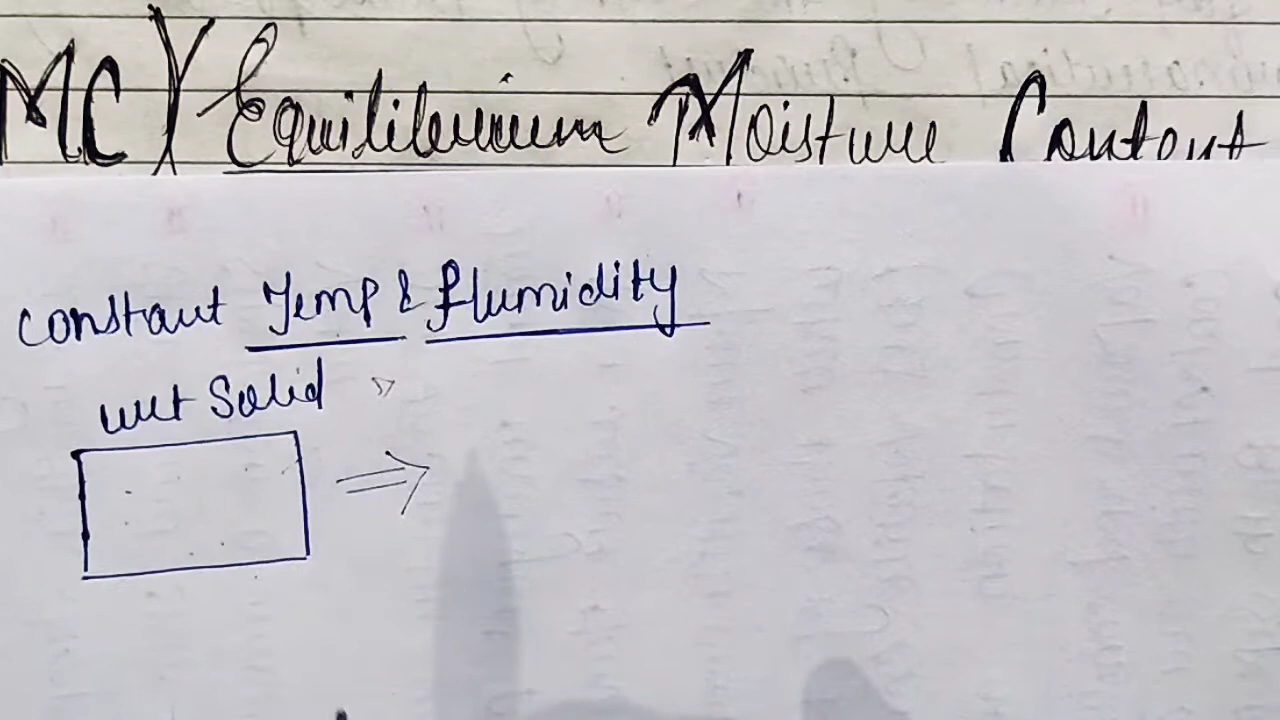 MC) Equilibrium Moisture Content
constant Temp & Humidity
wet Solid